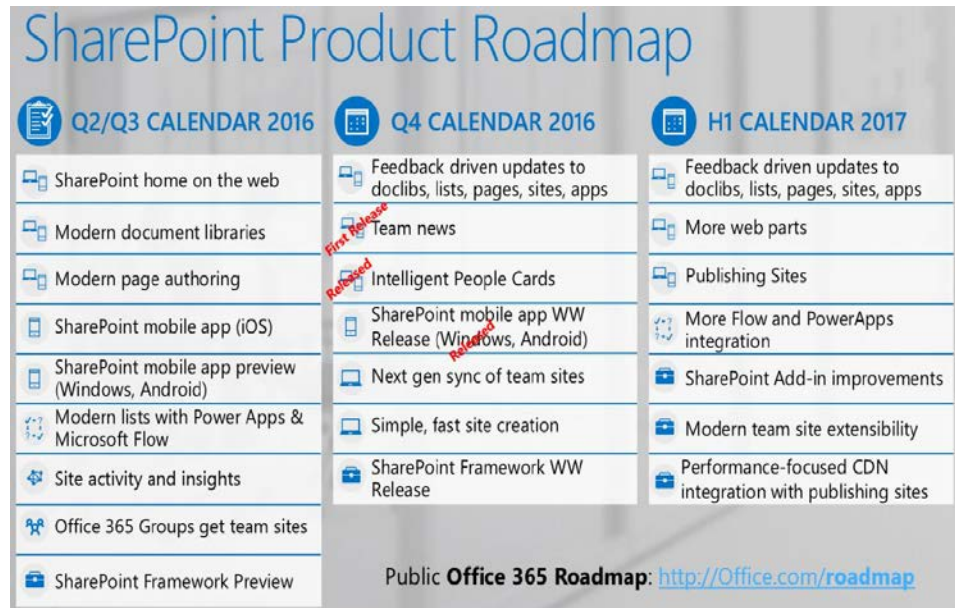 SharePoint Product Roadmap
Q2/Q3 CALENDAR 2016
SharePoint home on the web
Modern document libraries
Modern page authoring
SharePoint mobile app (iOS)
SharePoint mobile app preview
(Windows, Android)
Modern lists with Power Apps &
Microsoft Flow
Site activity and insights
Office 365 Groups get team sites
SharePoint Framework Preview
Q4 CALENDAR 2016
Feedback driven updates to
doclibs, lists, pages, sites, apps
First Release
Team news
Released
Intelligent People Cards
SharePoint mobile app WW
Release (Windows, Android)
Released
Next gen sync of team sites
Simple, fast site creation
SharePoint Framework WW
Release
H1 CALENDAR 2017
Feedback driven updates to
doclibs, lists, pages, sites, apps
More web parts
Publishing Sites
More Flow and PowerApps
integration
SharePoint Add-in improvements
Modern team site extensibility
Performance-focused CDN
integration with publishing sites
Public Office 365 Roadmap: http://Office.com/roadmap